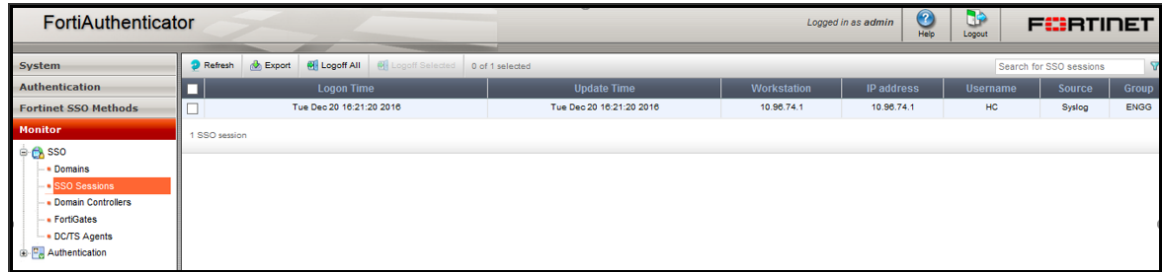 FortiAuthenticator
Logged in as admin
Help
Logout
FORTINET
System
Authentication
Fortinet SSO Methods
Monitor
SSO
Domains
SSO Sessions
Domain Controllers
FortiGates
DC/TS Agents
Authentication
Refresh Export Logoff All Logoff Selected 0 of 1 selected Search for SSO sessions
Logon Time Update Time Workstation IP address Username Source Group
Tue Dec 20 16:21:20 2016 Tue Dec 20 16:21:20 2016 10.96.74.1 10.96.74.1 HC Syslog ENGG
1 SSO session